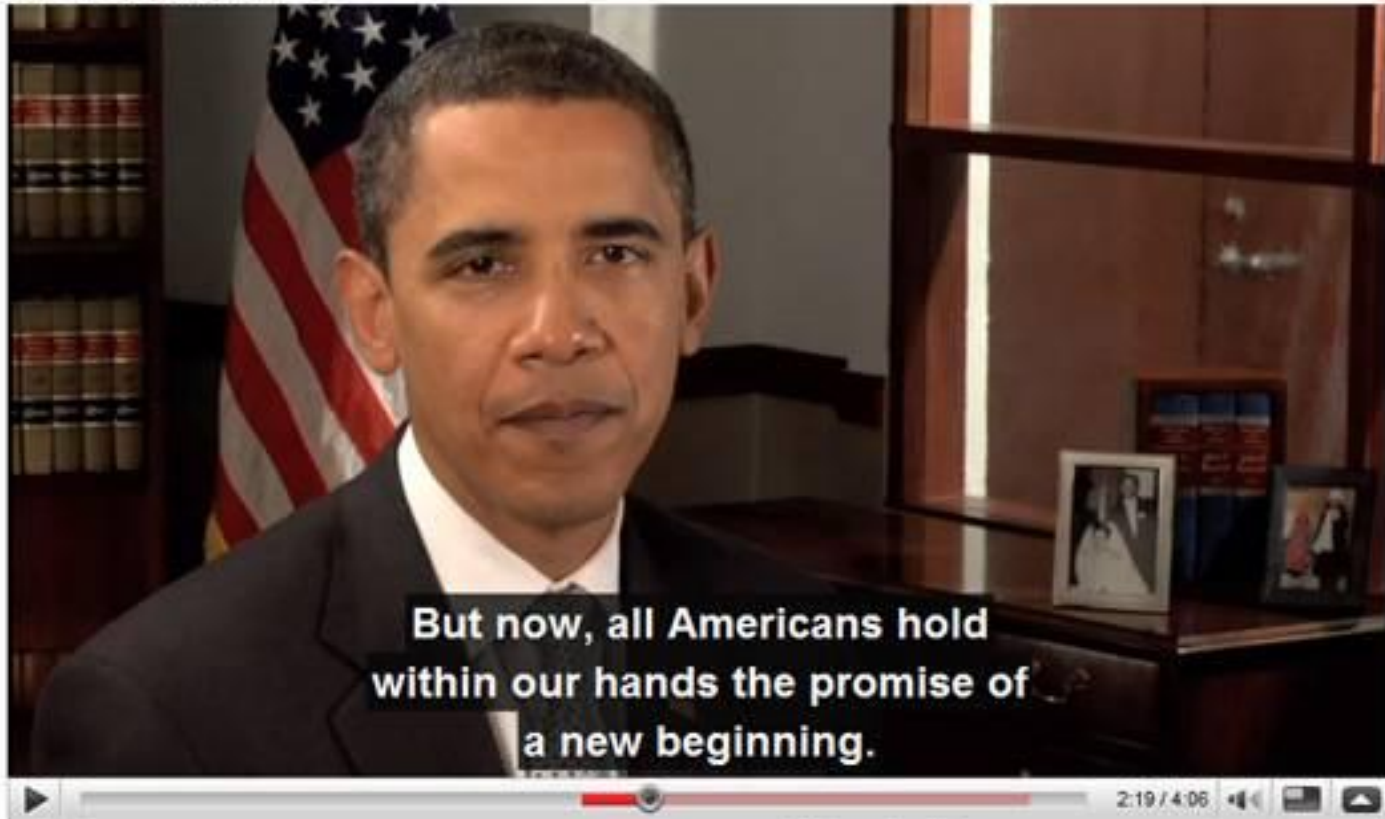 But now, all Americans hold
within our hands the promise of
a new beginning.
2:19 / 4:06